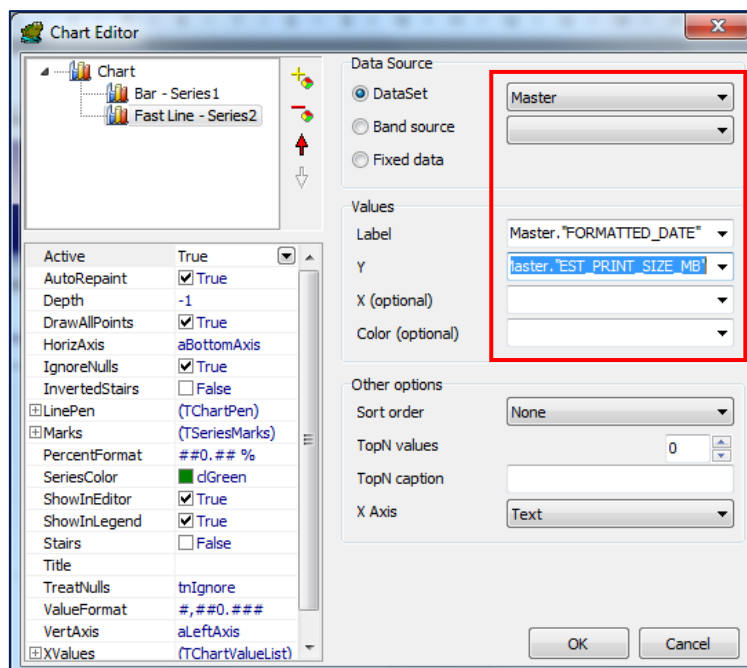 Chart Editor
Chart
Bar - Series1
Fast Line - Series2
Active True
AutoRepaint True
Depth -1
DrawAllPoints True
HorizAxis aBottomAxis
IgnoreNulls True
InvertedStairs False
LinePen (TChartPen)
Marks (TSeriesMarks)
PercentFormat ##0.## %
SeriesColor clGreen
ShowInEditor True
ShowInLegend True
Stairs False
Title
TreatNulls tnIgnore
ValueFormat #,##0.###
VertAxis aLeftAxis
XValues (TChartValueList)
Data Source
DataSet Master
Band source
Fixed data
Values
Label Master."FORMATTED_DATE"
Y Master."EST_PRINT_SIZE_MB"
X (optional)
Color (optional)
Other options
Sort order None
TopN values 0
TopN caption
X Axis Text
OK Cancel